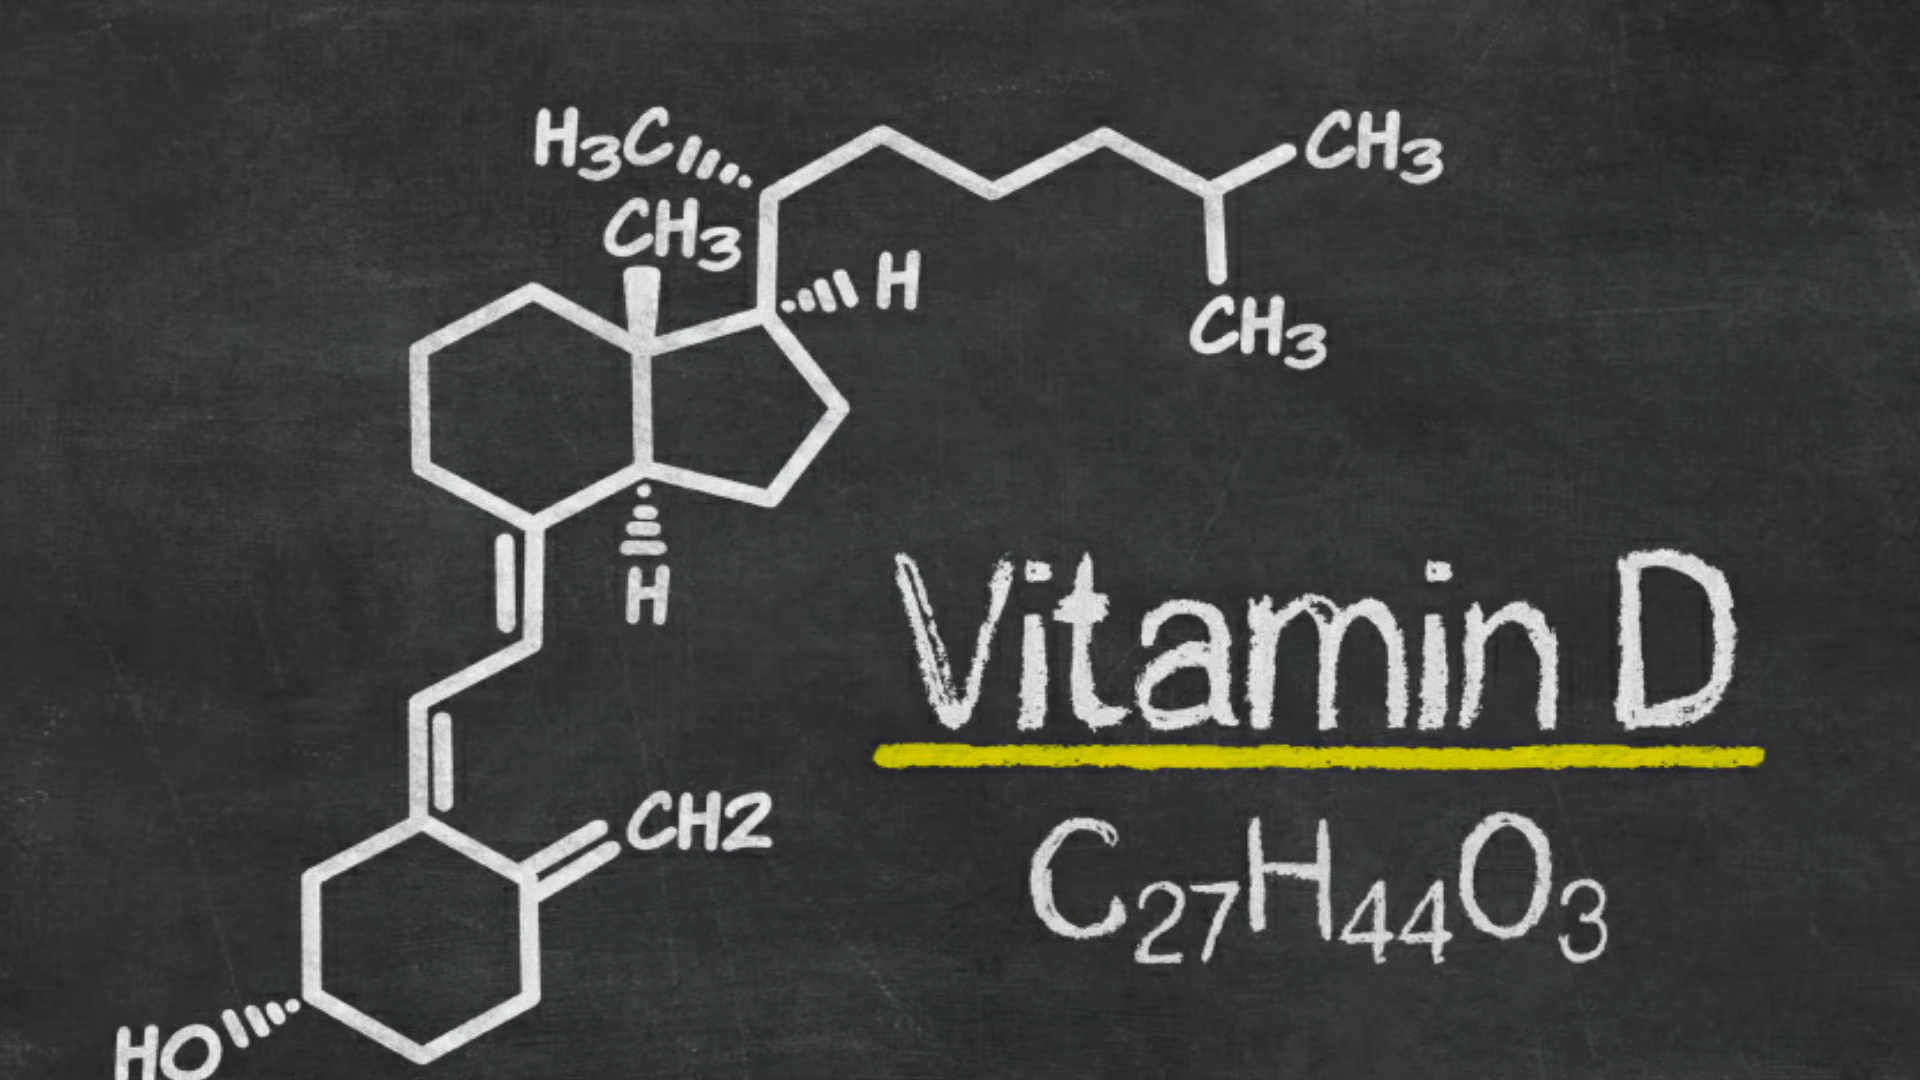 H3C
CH3
CH3
H
CH3
H
Vitamin D
CH2
C27H44O3
HO